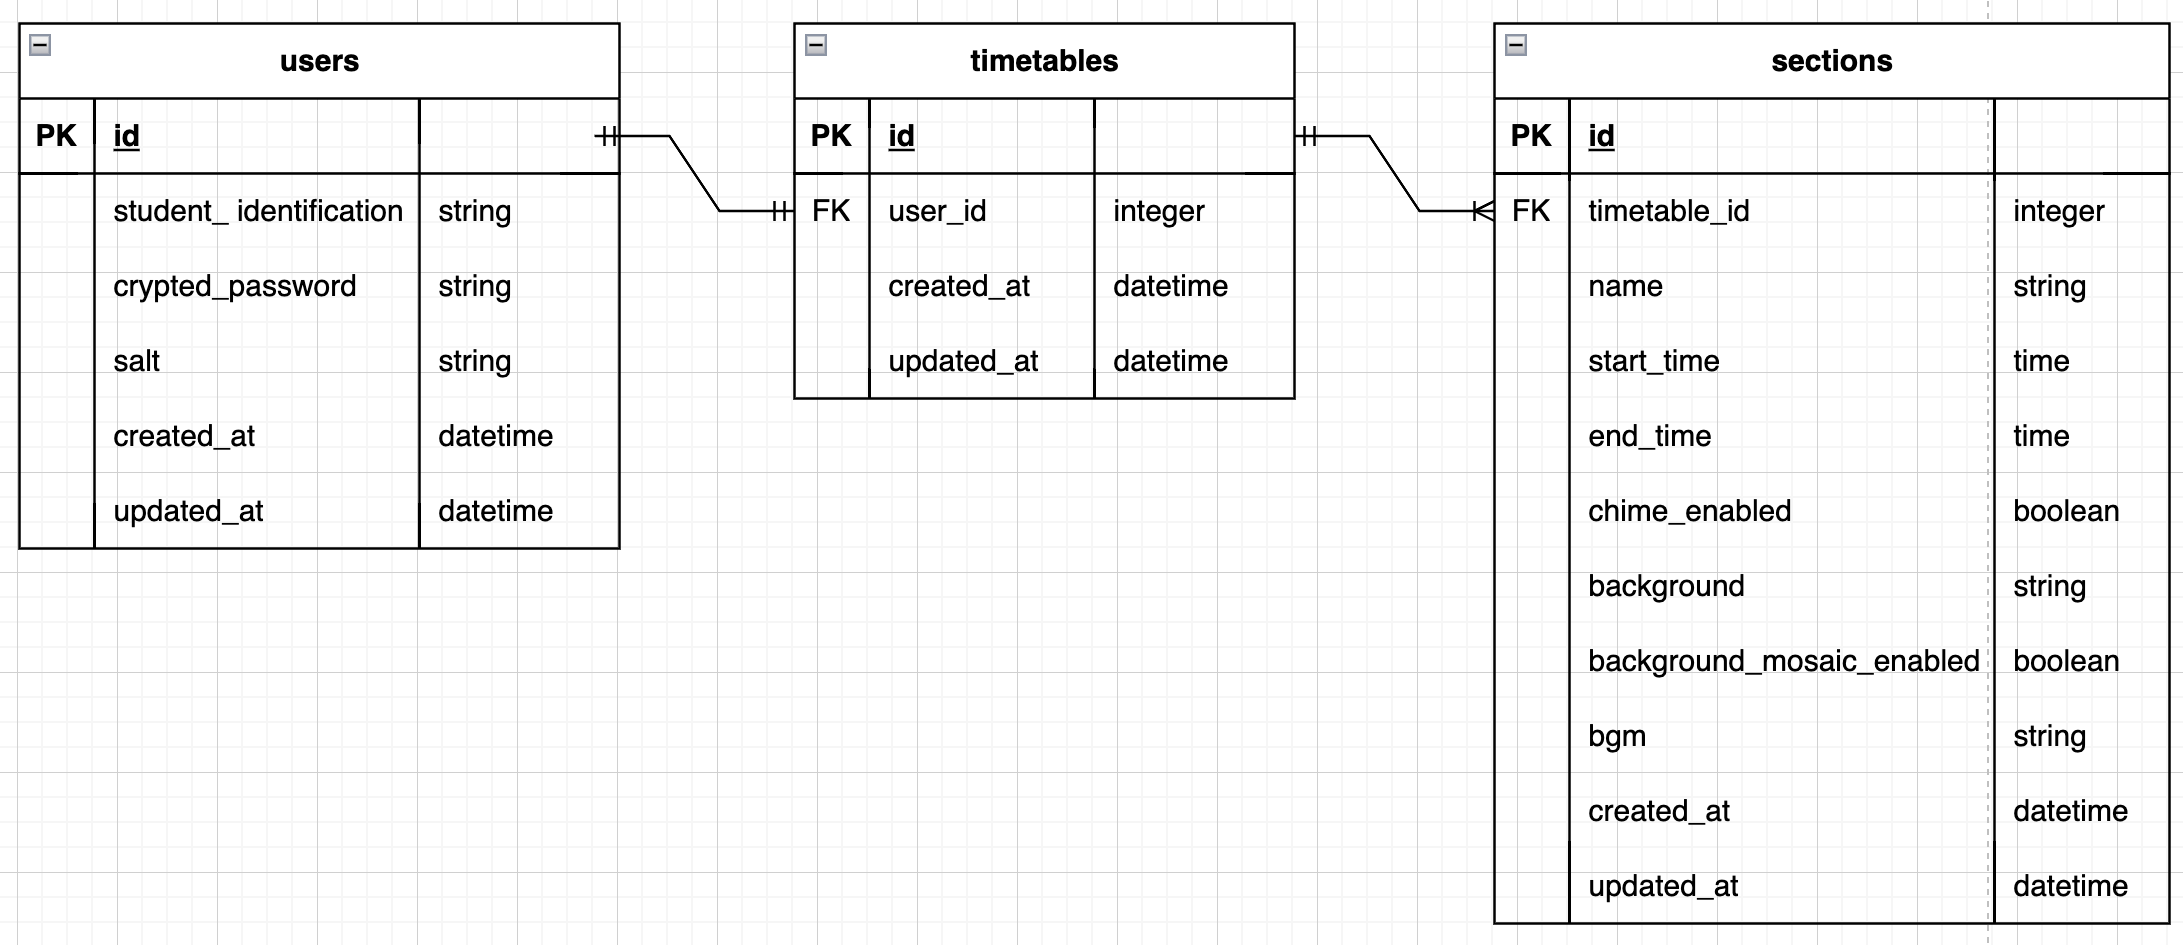 users
PK id
student_ identification string
crypted_password string
salt string
created_at datetime
updated_at datetime
timetables
PK id
FK user_id integer
created_at datetime
updated_at datetime
sections
PK id
FK timetable_id integer
name string
start_time time
end_time time
chime_enabled boolean
background string
background_mosaic_enabled boolean
bgm string
created_at datetime
updated_at datetime